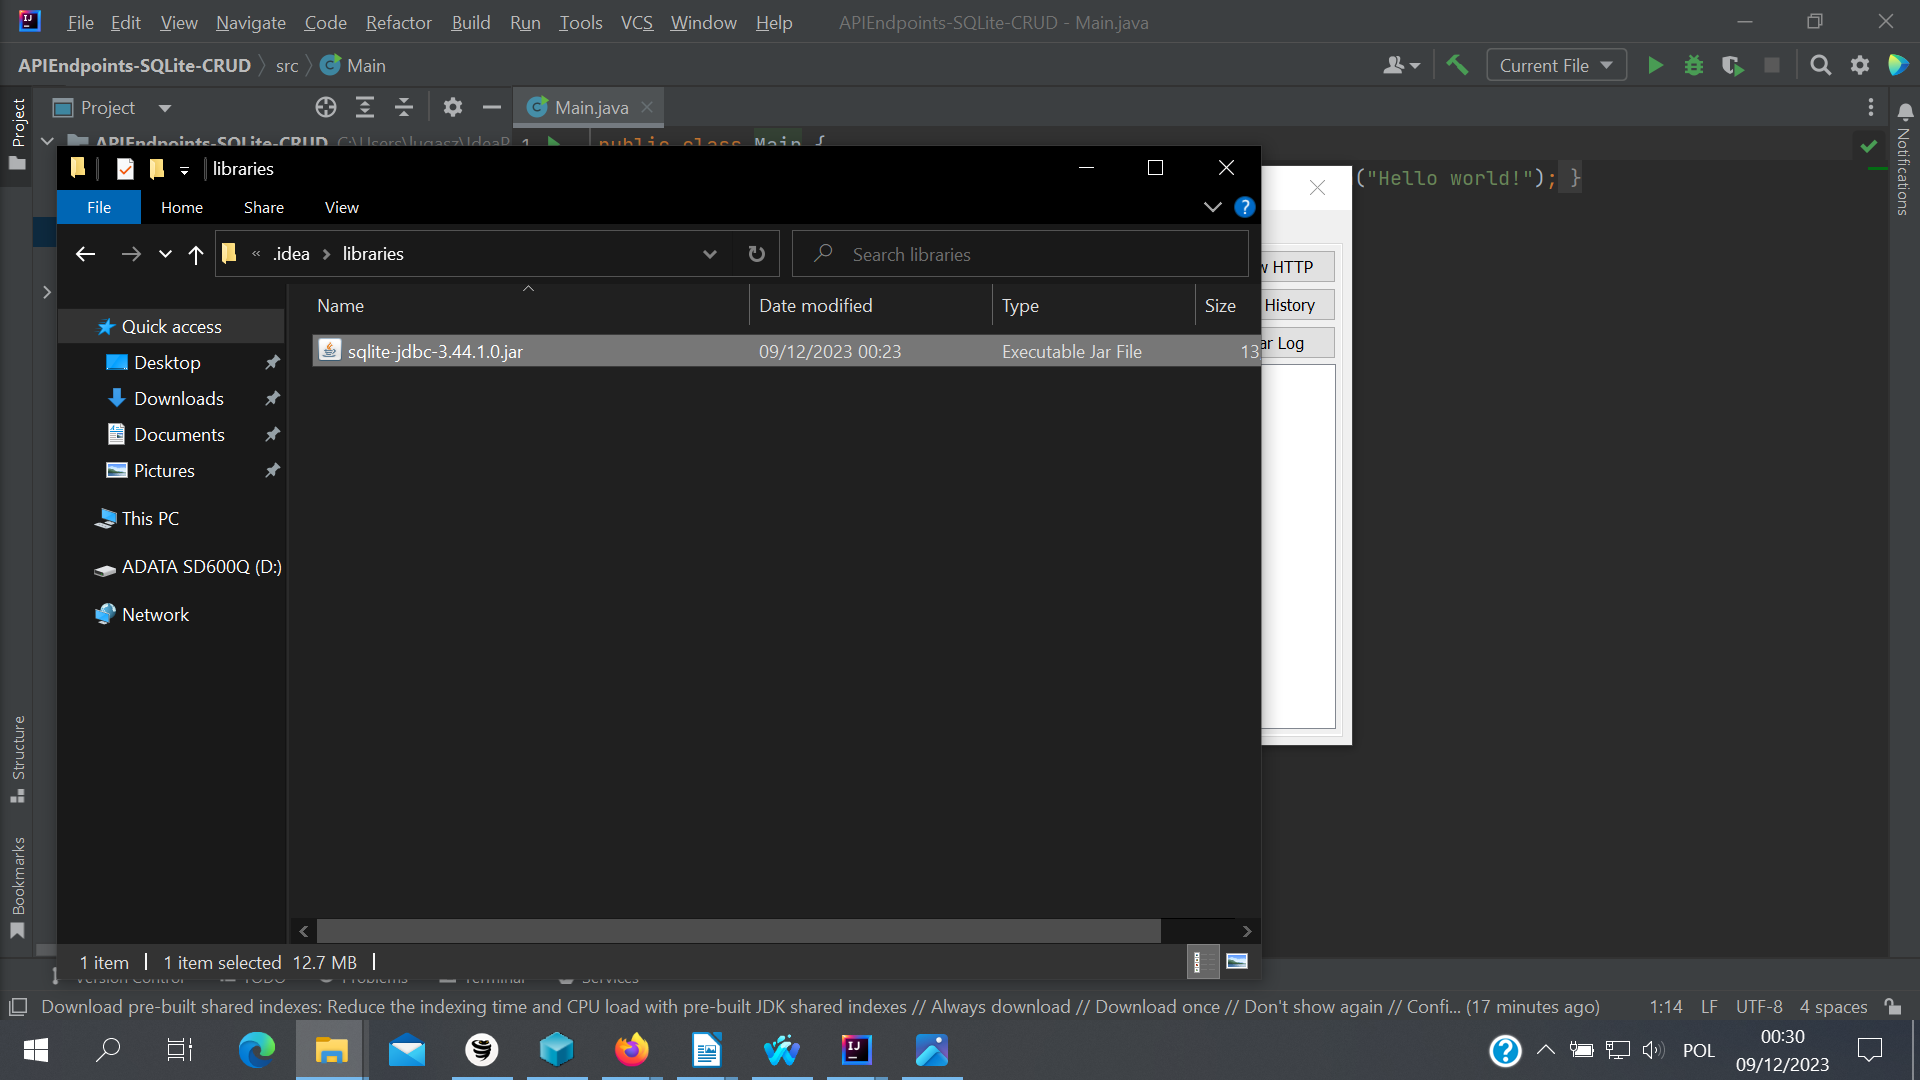 File Edit View Navigate Code Refactor Build Run Tools VCS Window Help APIEndpoints-SQLite-CRUD - Main.java
APIEndpoints-SQLite-CRUD src Main Current File
Project Main.java
APIEndpoints-SQLite-CRUD C:\Users\lugasz\IdeaP
1 public class Main {
("Hello world!"); }
Project
Structure
Bookmarks
Notifications
libraries
File Home Share View
« .idea libraries Search libraries
Name Date modified Type Size
sqlite-jdbc-3.44.1.0.jar 09/12/2023 00:23 Executable Jar File 13
Quick access
Desktop
Downloads
Documents
Pictures
This PC
ADATA SD600Q (D:)
Network
w HTTP
History
ar Log
1 item 1 item selected 12.7 MB
Version Control TODO Problems Terminal Services
Download pre-built shared indexes: Reduce the indexing time and CPU load with pre-built JDK shared indexes // Always download // Download once // Don't show again // Confi... (17 minutes ago) 1:14 LF UTF-8 4 spaces
POL
00:30
09/12/2023